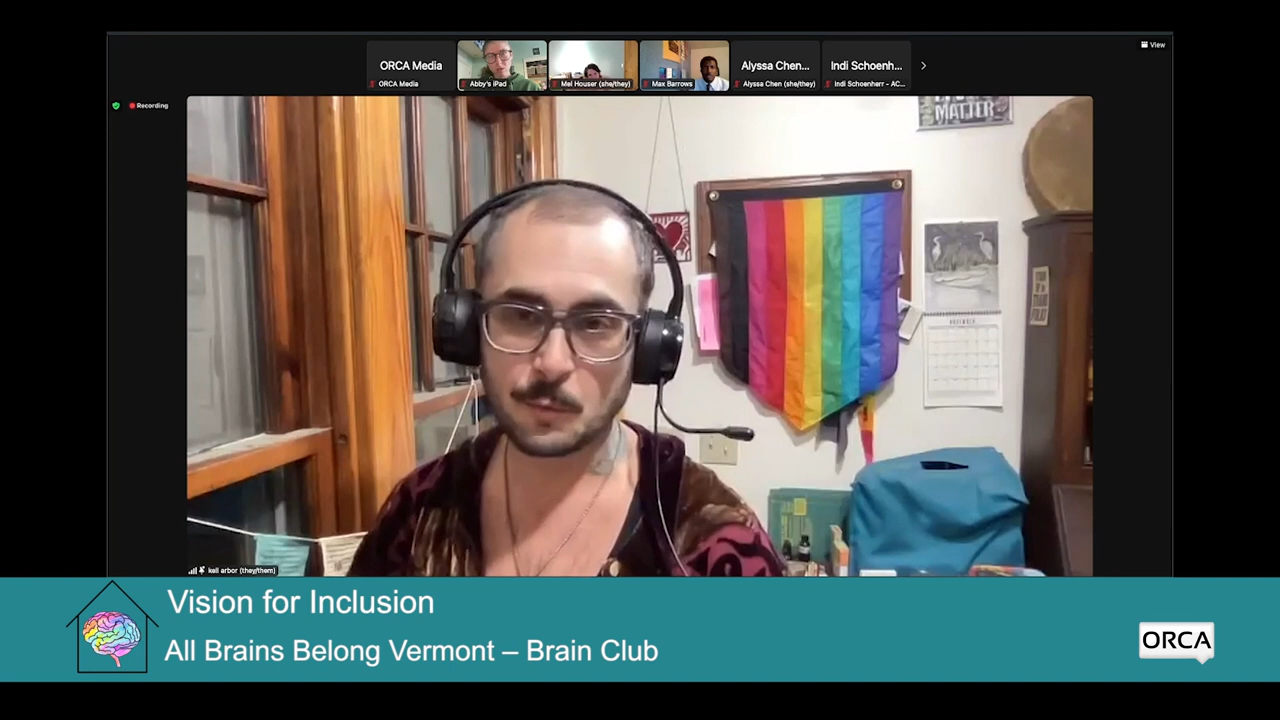 View
ORCA Media
ORCA Media
Abby's iPad
Mel Houser (she/they)
Max Barrows
Alyssa Chen...
Alyssa Chen (she/they)
Indi Schoenh...
Indi Schoenherr - AC...
Recording
MATTER
NOVEMBER
keli arbor (they/them)
Vision for Inclusion
All Brains Belong Vermont – Brain Club
ORCA